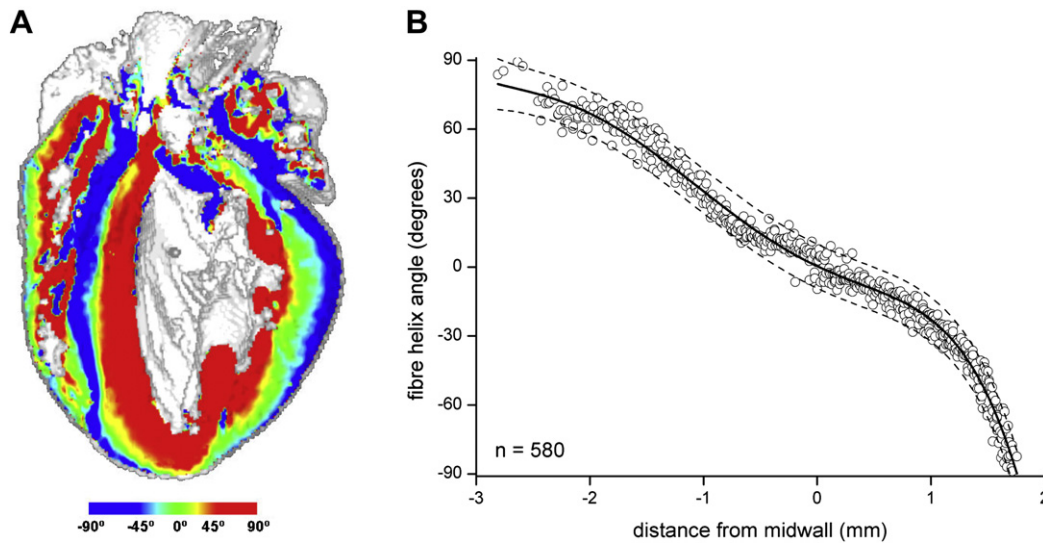 A
-90º -45º 0º 45º 90º
B
fibre helix angle (degrees)
90
60
30
0
-30
-60
-90
n = 580
-3 -2 -1 0 1 2
distance from midwall (mm)